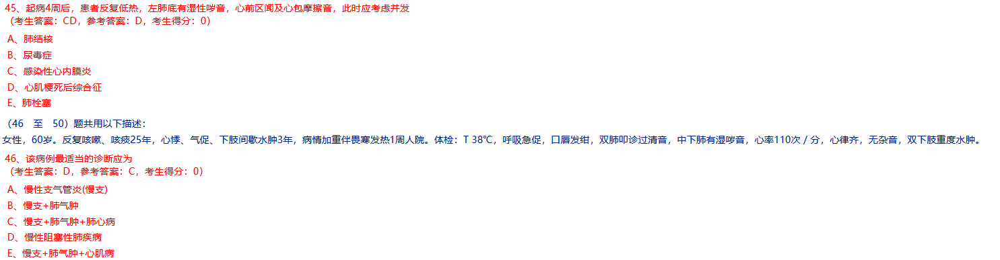 45、起病4周后，患者反复低热，左肺底有湿性啰音，心前区闻及心包摩擦音，此时应考虑并发
（考生答案：CD，参考答案：D，考生得分：0）
A、肺结核
B、尿毒症
C、感染性心内膜炎
D、心肌梗死后综合征
E、肺栓塞
（46 至 50）题共用以下描述：
女性，60岁。反复咳嗽、咳痰25年，心悸、气促、下肢间歇水肿3年，病情加重伴畏寒发热1周人院。体检：T 38℃，呼吸急促，口唇发绀，双肺叩诊过清音，中下肺有湿啰音，心率110次／分，心律齐，无杂音，双下肢重度水肿。
46、该病例最适当的诊断应为
（考生答案：D，参考答案：C，考生得分：0）
A、慢性支气管炎(慢支)
B、慢支+肺气肿
C、慢支+肺气肿+肺心病
D、慢性阻塞性肺疾病
E、慢支+肺气肿+心肌病